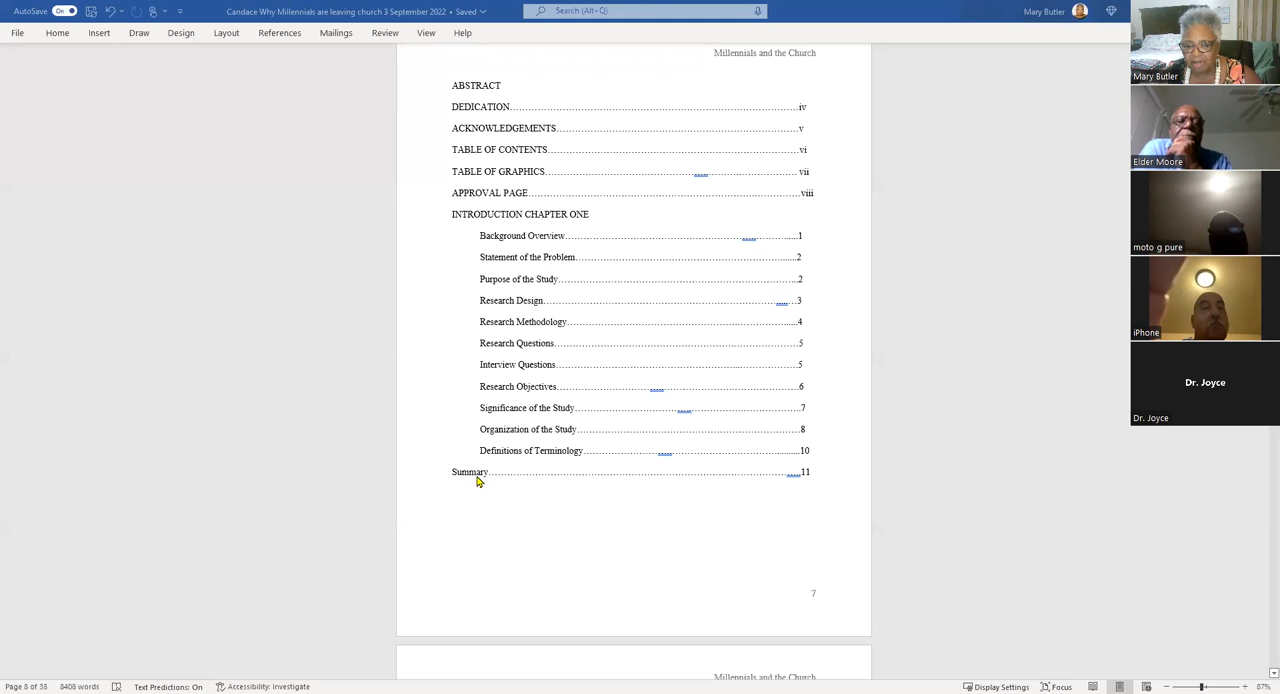 AutoSave On Candace Why Millennials are leaving church 3 September 2022 • Saved Search (Alt+Q) Mary Butler
File Home Insert Draw Design Layout References Mailings Review View Help
Millennials and the Church
ABSTRACT
DEDICATION……………………………………………………………………………iv
ACKNOWLEDGEMENTS………………………………………………………………v
TABLE OF CONTENTS…………………………………………………………………vi
TABLE OF GRAPHICS…………………………………………………………………vii
APPROVAL PAGE………………………………………………………………………viii
INTRODUCTION CHAPTER ONE
Background Overview……………………………………………………………1
Statement of the Problem…………………………………………………………2
Purpose of the Study………………………………………………………………2
Research Design……………………………………………………………………3
Research Methodology……………………………………………………………4
Research Questions…………………………………………………………………5
Interview Questions…………………………………………………………………5
Research Objectives…………………………………………………………………6
Significance of the Study……………………………………………………………7
Organization of the Study……………………………………………………………8
Definitions of Terminology…………………………………………………………10
Summary……………………………………………………………………………………11
7
Millennials and the Church
Page 8 of 38 8408 words Text Predictions: On Accessibility: Investigate Display Settings Focus 87%
Mary Butler
Elder Moore
moto g pure
iPhone
Dr. Joyce
Dr. Joyce